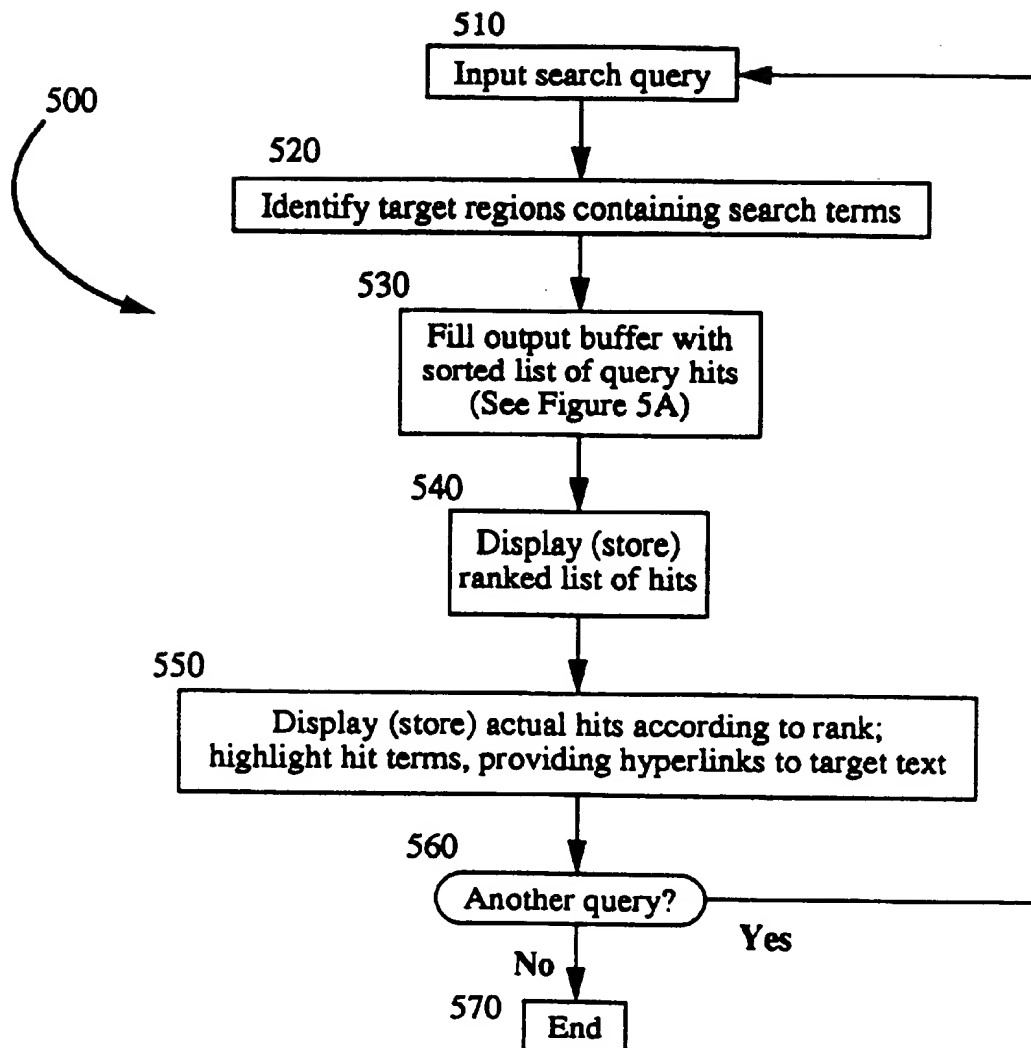 510
Input search query
500
520
Identify target regions containing search terms
530
Fill output buffer with
sorted list of query hits
(See Figure 5A)
540
Display (store)
ranked list of hits
550
Display (store) actual hits according to rank;
highlight hit terms, providing hyperlinks to target text
560
Another query?
Yes
No
570
End